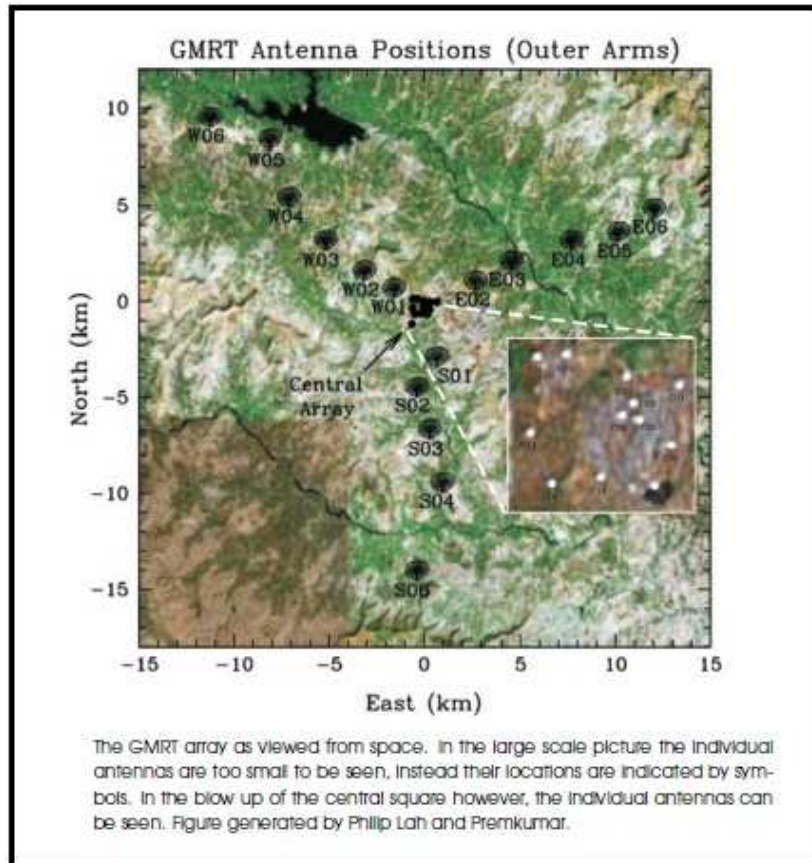 GMRT Antenna Positions (Outer Arms)
10
5
0
−5
−10
−15
North (km)
W06
W05
W04
W03
W02
W01
E02
E03
E04
E05
E06
Central
Array
S01
S02
S03
S04
−15
−10
−5
0
5
10
15
East (km)
The GMRT array as viewed from space. In the large scale picture the individual
antennas are too small to be seen, instead their locations are indicated by sym-
bols. In the blow up of the central square however, the individual antennas can
be seen. Figure generated by Philip Lah and Premkumar.